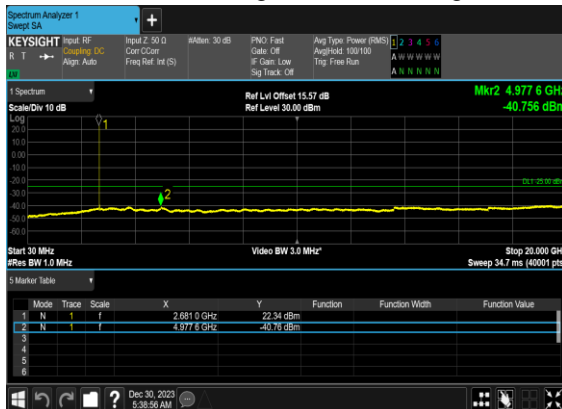 Spectrum Analyzer 1
Swept SA
KEYSIGHT Input: RF Input Z: 50 Ω #Atten: 30 dB PNO: Fast Avg Type: Power (RMS) 1 2 3 4 5 6
R T Coupling: DC Corr CCorr Gate: Off Avg|Hold: 100/100 A W W W W W
Align: Auto Freq Ref: Int (S) IF Gain: Low Trig: Free Run
Sig Track: Off A N N N N N
1 Spectrum Ref Lvl Offset 15.57 dB Mkr2 4.977 6 GHz
Scale/Div 10 dB Ref Level 30.00 dBm -40.756 dBm
Log
20.0
10.0
0.00
-10.0
-20.0
-30.0
-40.0
-50.0
-60.0
1
2
DL1 -25.00 dBm
Start 30 MHz Video BW 3.0 MHz* Stop 20.000 GHz
#Res BW 1.0 MHz Sweep 34.7 ms (40001 pts)
5 Marker Table
Mode Trace Scale X Y Function Function Width Function Value
1 N 1 f 2.681 0 GHz 22.34 dBm
2 N 1 f 4.977 6 GHz -40.76 dBm
3
4
5
6
? Dec 30, 2023
5:38:56 AM